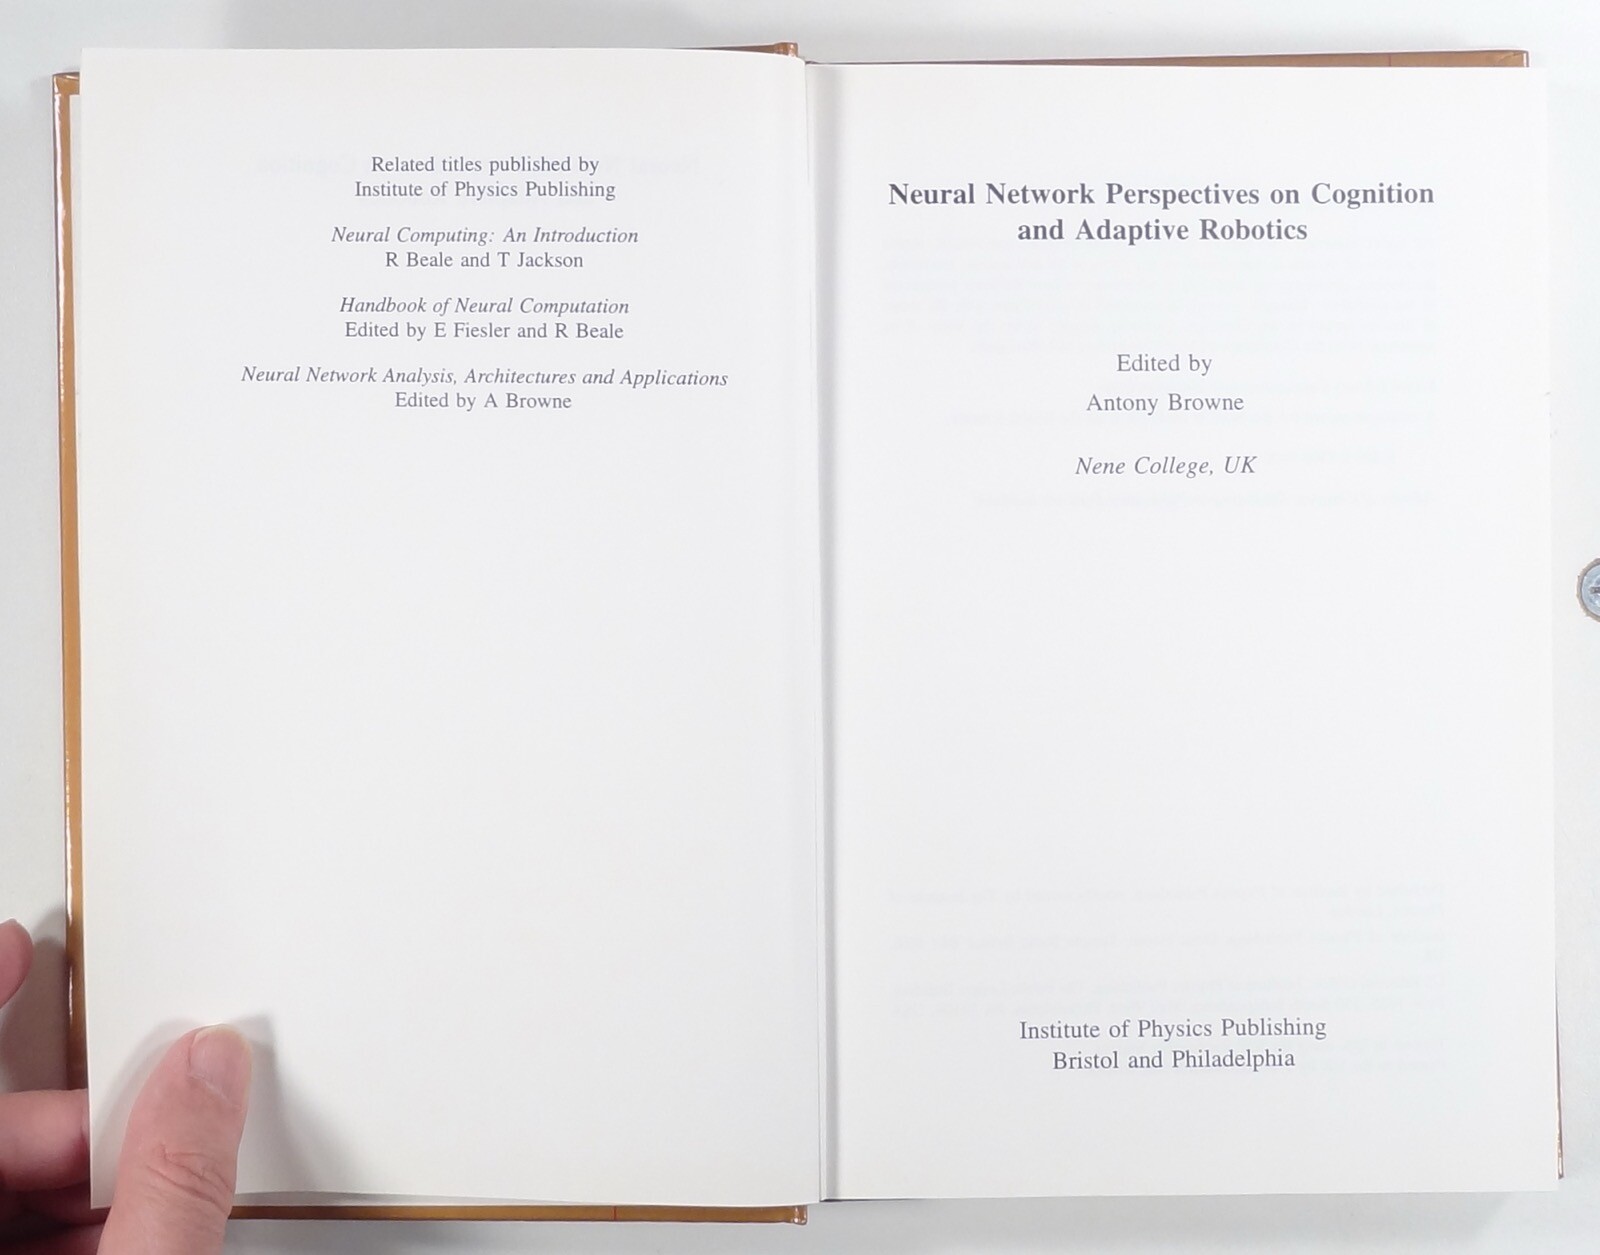 Related titles published by
Institute of Physics Publishing
Neural Computing: An Introduction
R Beale and T Jackson
Handbook of Neural Computation
Edited by E Fiesler and R Beale
Neural Network Analysis, Architectures and Applications
Edited by A Browne
Neural Network Perspectives on Cognition
and Adaptive Robotics
Edited by
Antony Browne
Nene College, UK
Institute of Physics Publishing
Bristol and Philadelphia